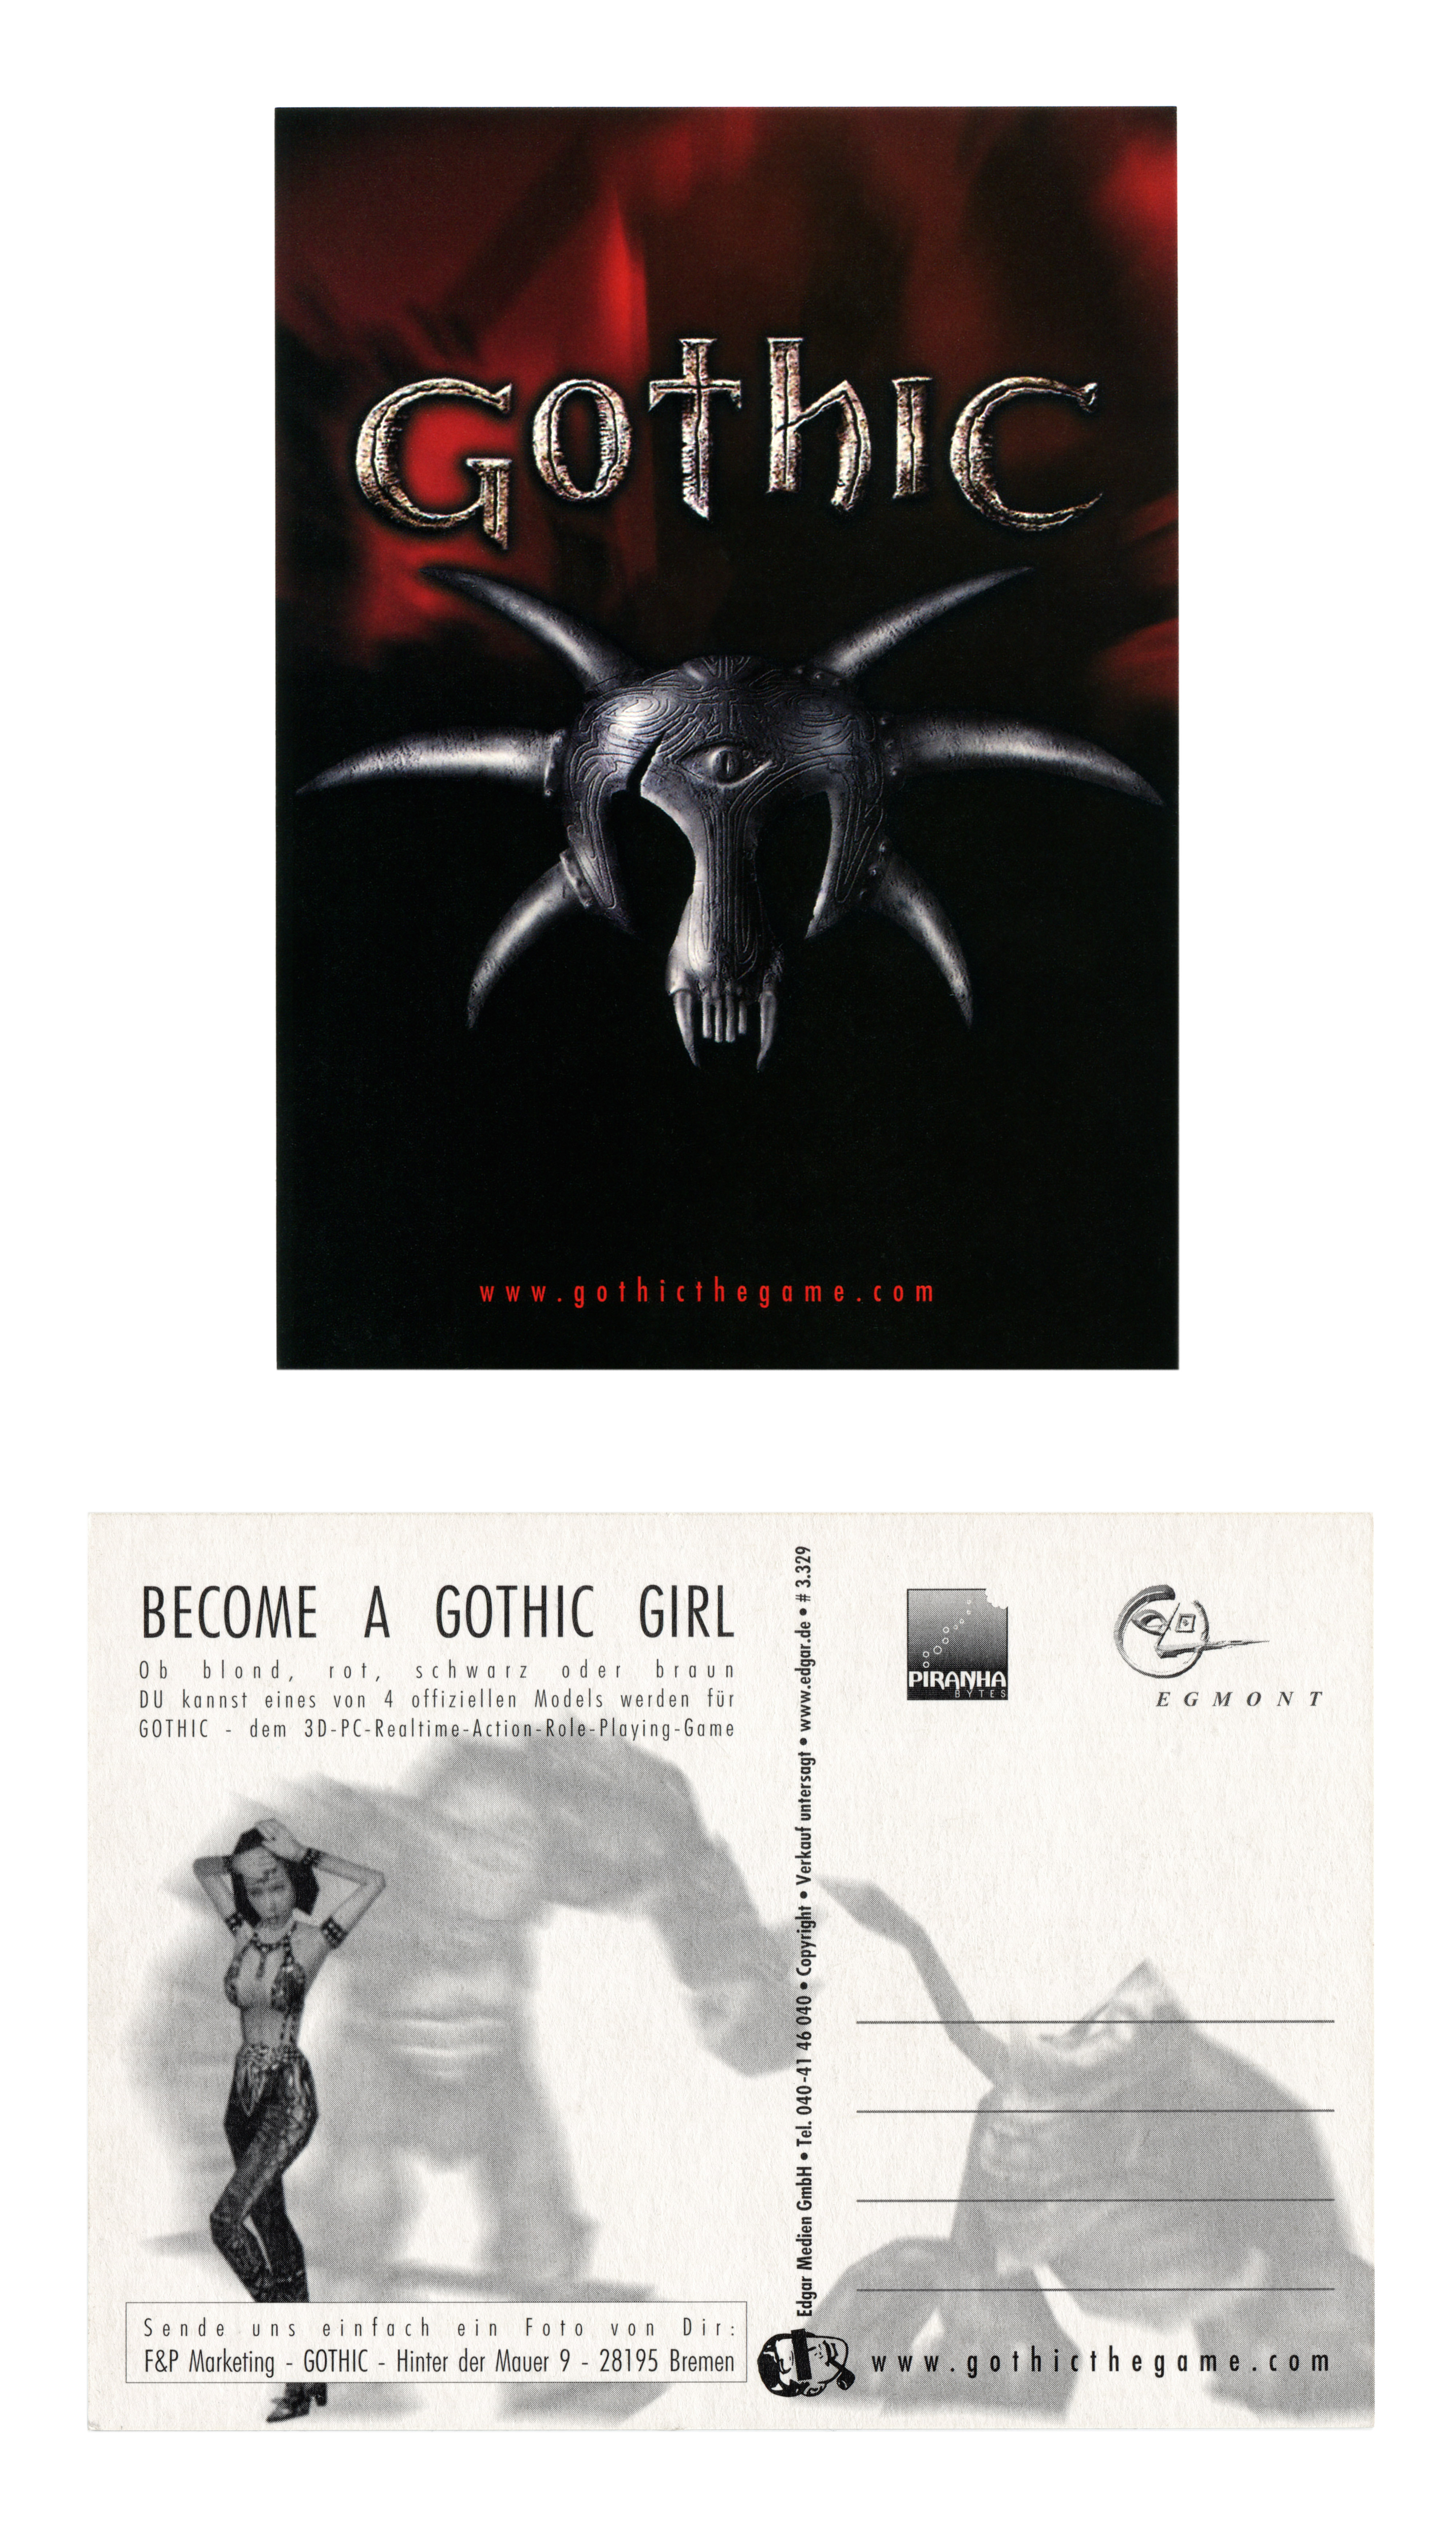 GOTHIC
www.gothicthegame.com
BECOME A GOTHIC GIRL
Ob blond, rot, schwarz oder braun
DU kannst eines von 4 offiziellen Models werden für
GOTHIC - dem 3D-PC-Realtime-Action-Role-Playing-Game
Sende uns einfach ein Foto von Dir:
F&P Marketing - GOTHIC - Hinter der Mauer 9 - 28195 Bremen
Edgar Medien GmbH • Tel. 040-41 46 040 • Copyright • Verkauf untersagt • www.edgar.de • # 3.329
PIRANHA
BYTES
EGMONT
www.gothicthegame.com